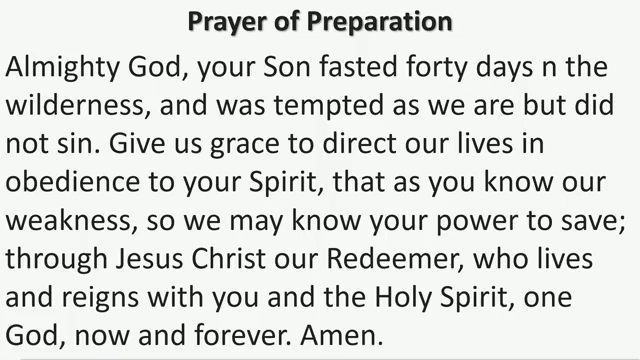 Prayer of Preparation
Almighty God, your Son fasted forty days n the
wilderness, and was tempted as we are but did
not sin. Give us grace to direct our lives in
obedience to your Spirit, that as you know our
weakness, so we may know your power to save;
through Jesus Christ our Redeemer, who lives
and reigns with you and the Holy Spirit, one
God, now and forever. Amen.